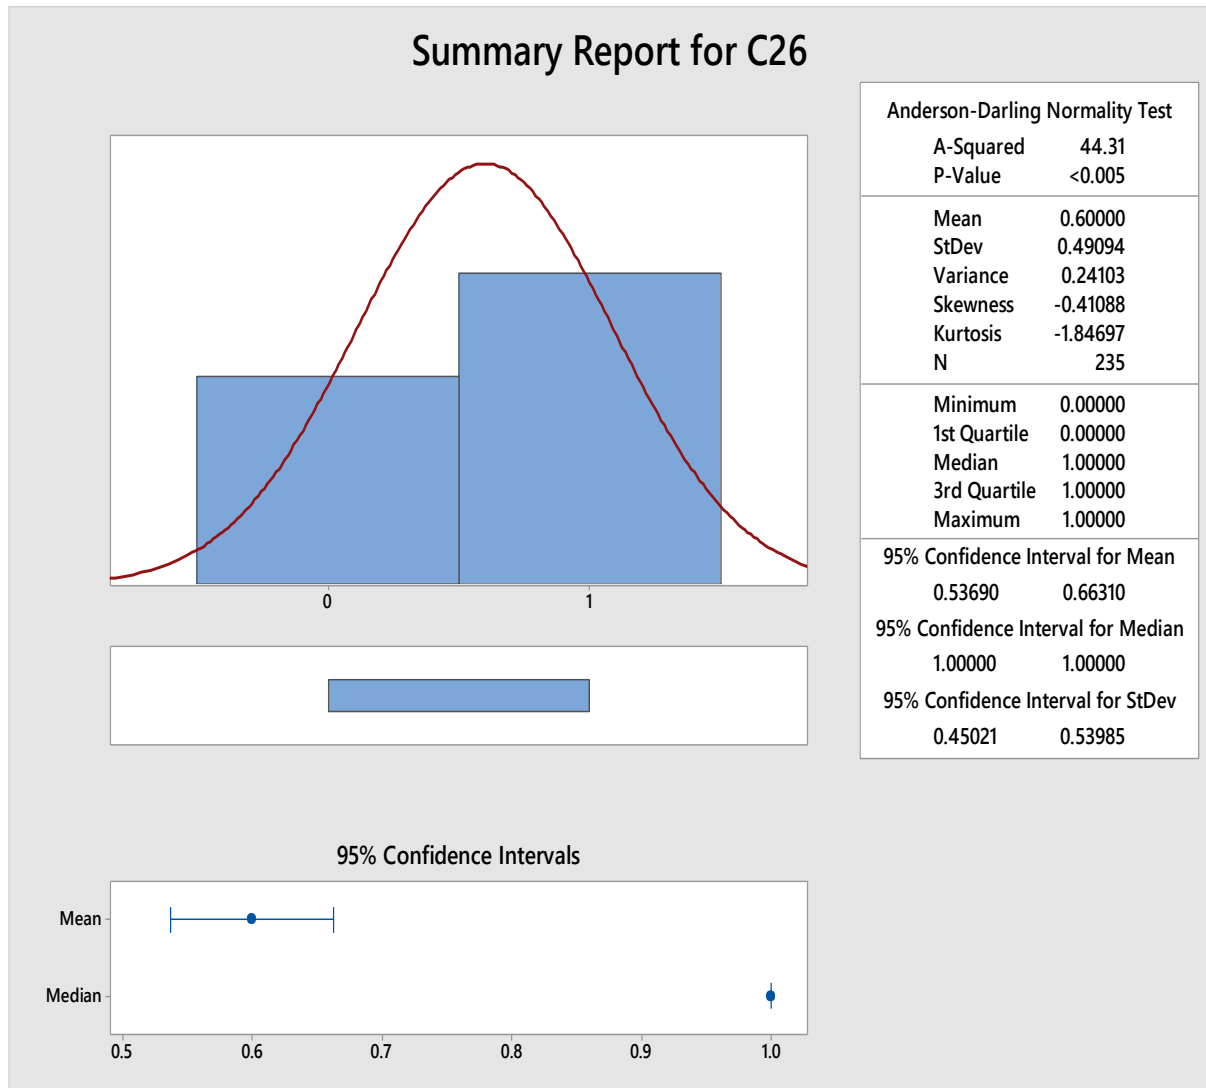 Summary Report for C26
0 1
Anderson-Darling Normality Test
A-Squared 44.31
P-Value <0.005
Mean 0.60000
StDev 0.49094
Variance 0.24103
Skewness -0.41088
Kurtosis -1.84697
N 235
Minimum 0.00000
1st Quartile 0.00000
Median 1.00000
3rd Quartile 1.00000
Maximum 1.00000
95% Confidence Interval for Mean
0.53690 0.66310
95% Confidence Interval for Median
1.00000 1.00000
95% Confidence Interval for StDev
0.45021 0.53985
95% Confidence Intervals
Mean
Median
0.5 0.6 0.7 0.8 0.9 1.0